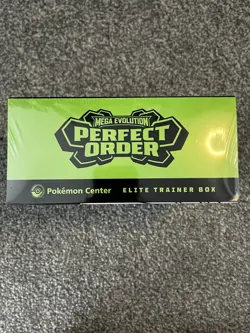 MEGA EVOLUTION
PERFECT
ORDER
Pokémon Center ELITE TRAINER BOX